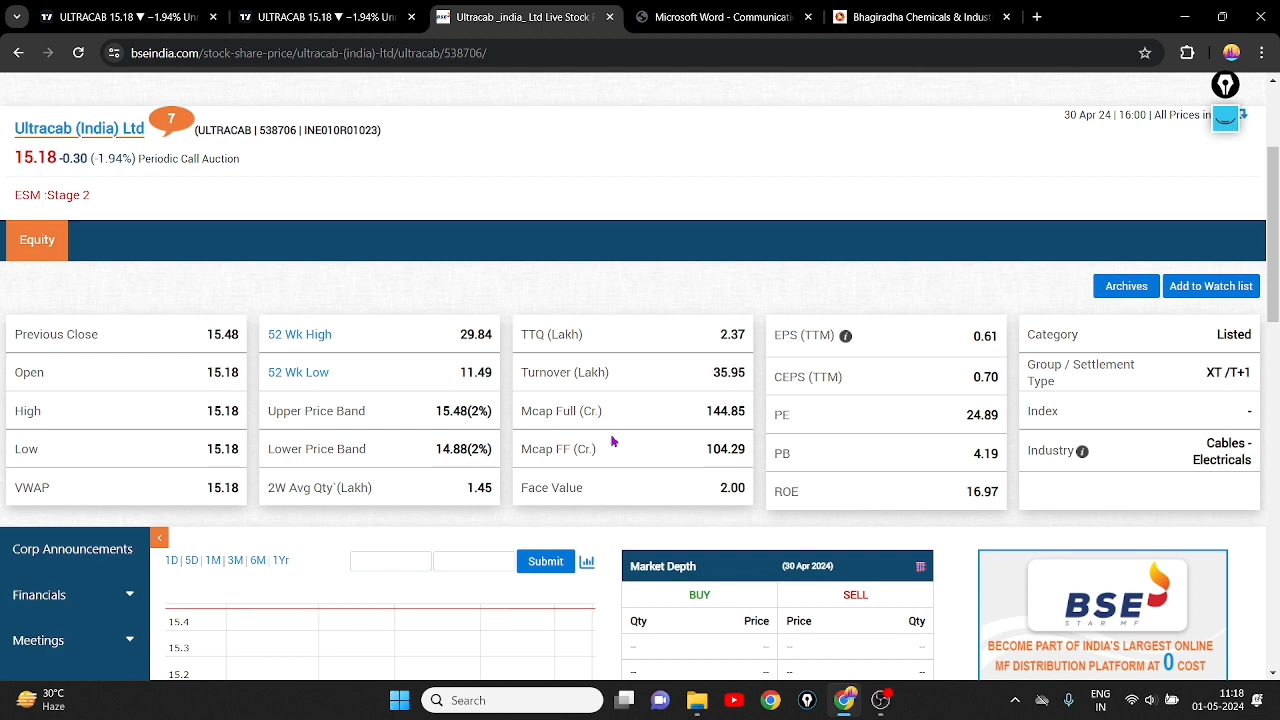 ULTRACAB 15.18 ▼ −1.94% Un
ULTRACAB 15.18 ▼ −1.94% Un
Ultracab _india_ Ltd Live Stock
Microsoft Word - Communicati
Bhagiradha Chemicals & Indust
bseindia.com/stock-share-price/ultracab-(india)-ltd/ultracab/538706/
Ultracab (India) Ltd
7
(ULTRACAB | 538706 | INE010R01023)
30 Apr 24 | 16:00 | All Prices in
15.18 -0.30 (-1.94%) Periodic Call Auction
ESM :Stage 2
Equity
Archives
Add to Watch list
Previous Close 15.48
Open 15.18
High 15.18
Low 15.18
VWAP 15.18
52 Wk High 29.84
52 Wk Low 11.49
Upper Price Band 15.48(2%)
Lower Price Band 14.88(2%)
2W Avg Qty (Lakh) 1.45
TTQ (Lakh) 2.37
Turnover (Lakh) 35.95
Mcap Full (Cr.) 144.85
Mcap FF (Cr.) 104.29
Face Value 2.00
EPS (TTM) 0.61
CEPS (TTM) 0.70
PE 24.89
PB 4.19
ROE 16.97
Category Listed
Group / Settlement
Type
XT /T+1
Index -
Industry
Cables -
Electricals
Corp Announcements
Financials
Meetings
1D | 5D | 1M | 3M | 6M | 1Yr
Submit
15.4
15.3
15.2
Market Depth (30 Apr 2024)
BUY SELL
Qty Price Price Qty
-- -- -- --
-- -- -- --
BSE
STAR MF
BECOME PART OF INDIA'S LARGEST ONLINE
MF DISTRIBUTION PLATFORM AT 0 COST
30°C
Haze
Search
ENG
IN
11:18
01-05-2024